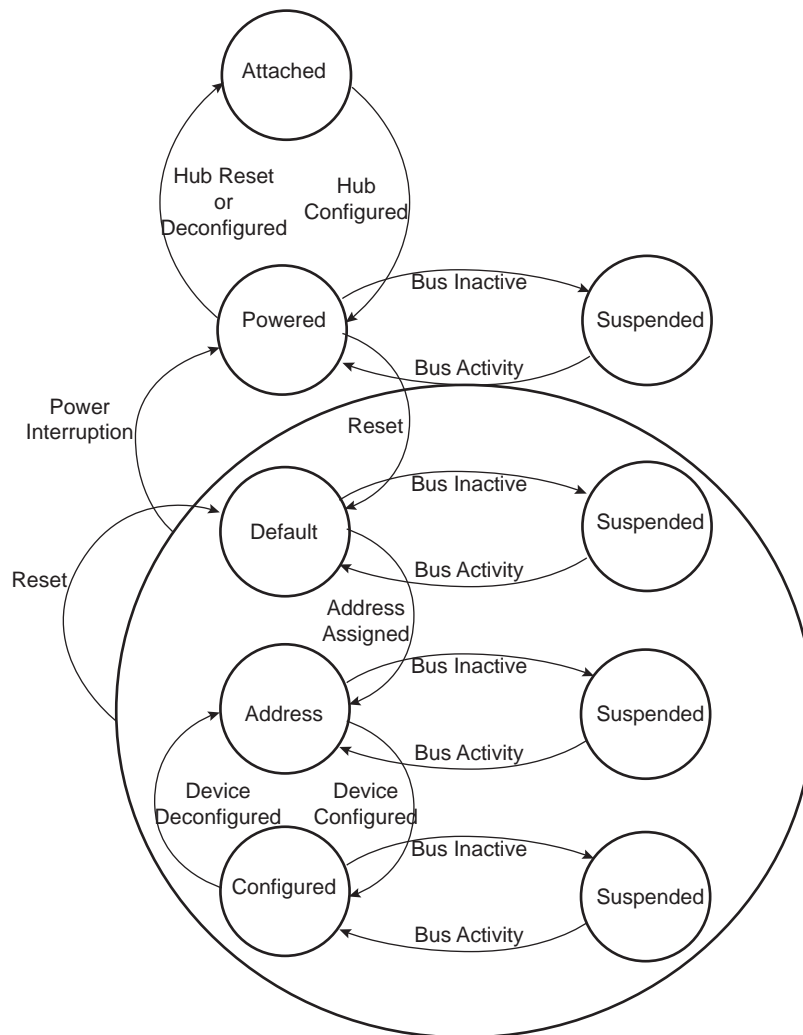 Attached
Hub Reset
or
Deconfigured
Hub
Configured
Bus Inactive
Powered
Suspended
Bus Activity
Power
Interruption
Reset
Bus Inactive
Default
Suspended
Bus Activity
Reset
Address
Assigned
Bus Inactive
Address
Suspended
Bus Activity
Device
Deconfigured
Device
Configured
Bus Inactive
Configured
Suspended
Bus Activity